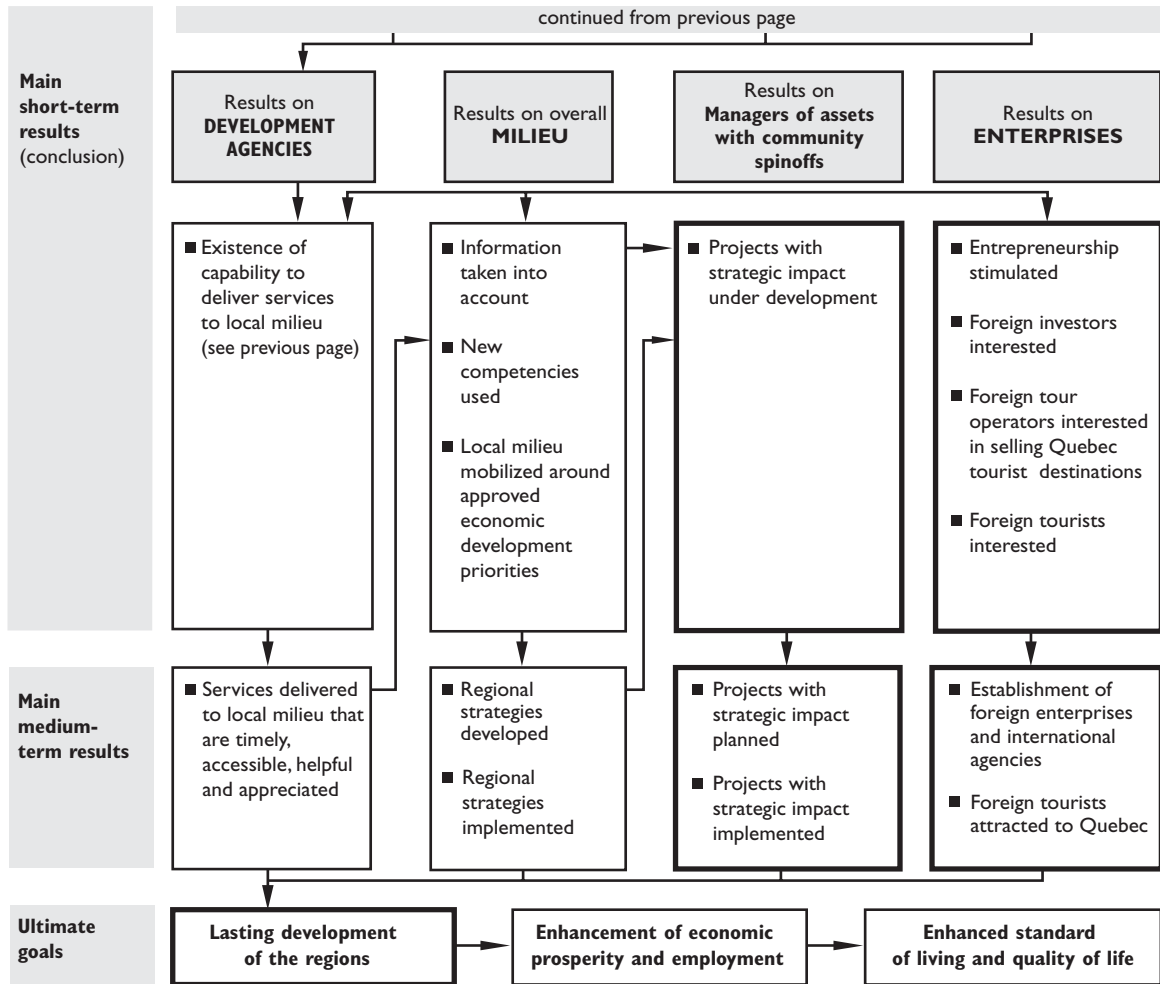 continued from previous page
Main
short-term
results
(conclusion)
Results on
DEVELOPMENT
AGENCIES
Results on overall
MILIEU
Results on
Managers of assets
with community
spinoffs
Results on
ENTERPRISES
■ Existence of
capability to
deliver services
to local milieu
(see previous page)
■ Information
taken into
account
■ New
competencies
used
■ Local milieu
mobilized around
approved
economic
development
priorities
■ Projects with
strategic impact
under development
■ Entrepreneurship
stimulated
■ Foreign investors
interested
■ Foreign tour
operators interested
in selling Quebec
tourist destinations
■ Foreign tourists
interested
Main
medium-
term results
■ Services delivered
to local milieu that
are timely,
accessible, helpful
and appreciated
■ Regional
strategies
developed
■ Regional
strategies
implemented
■ Projects with
strategic impact
planned
■ Projects with
strategic impact
implemented
■ Establishment of
foreign enterprises
and international
agencies
■ Foreign tourists
attracted to Quebec
Ultimate
goals
Lasting development
of the regions
Enhancement of economic
prosperity and employment
Enhanced standard
of living and quality of life